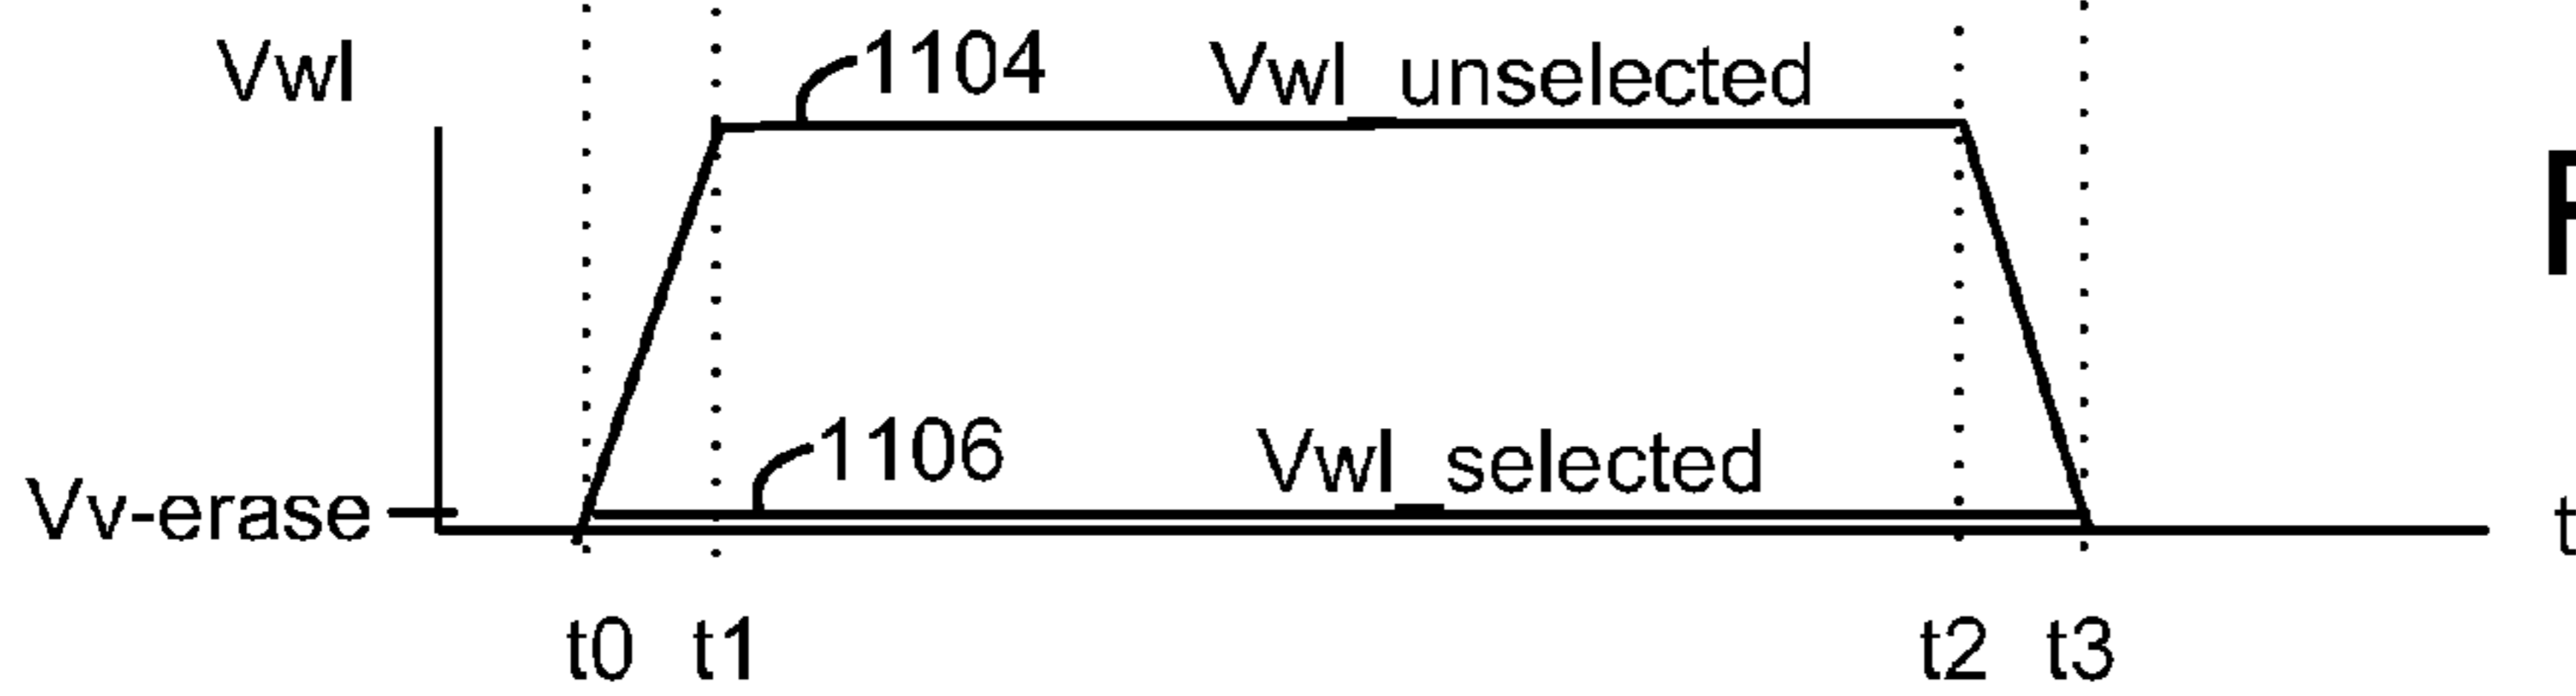 Vwl
1104
Vwl_unselected
F
1106
Vwl_selected
Vv-erase
t
t0 t1 t2 t3